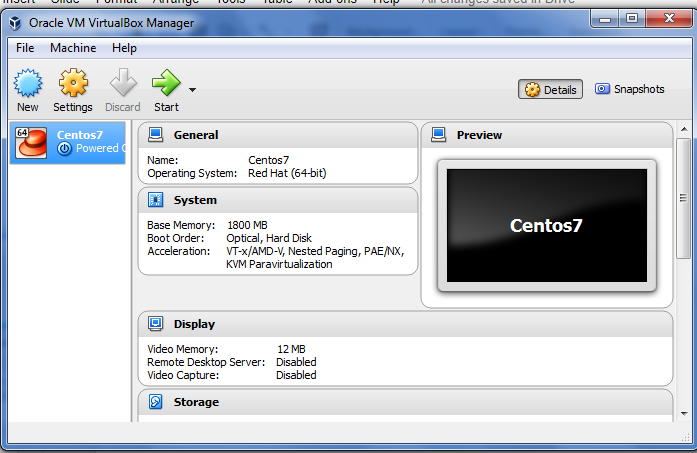 Insert Slide Format Arrange Tools Table Add-ons Help All changes saved in Drive
Oracle VM VirtualBox Manager
File Machine Help
New Settings Discard Start
Details Snapshots
64
Centos7
Powered O
General
Name: Centos7
Operating System: Red Hat (64-bit)
System
Base Memory: 1800 MB
Boot Order: Optical, Hard Disk
Acceleration: VT-x/AMD-V, Nested Paging, PAE/NX,
KVM Paravirtualization
Preview
Centos7
Display
Video Memory: 12 MB
Remote Desktop Server: Disabled
Video Capture: Disabled
Storage